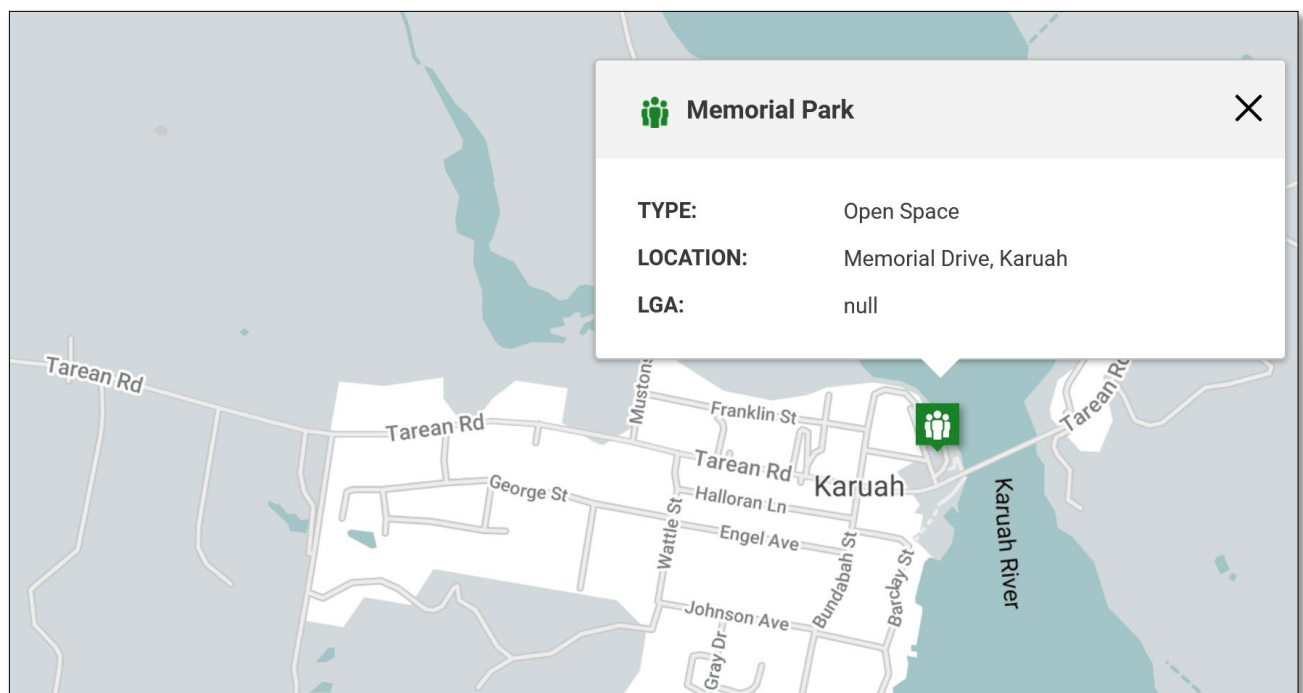 Memorial Park
TYPE: Open Space
LOCATION: Memorial Drive, Karuah
LGA: null
Tarean Rd
Tarean Rd
Mustons
Franklin St
Tarean Rd
Tarean Rd
Karuah
George St
Halloran Ln
Wattle St
Engel Ave
Bundabah St
Barclay St
Karuah River
Johnson Ave
Gray Dr